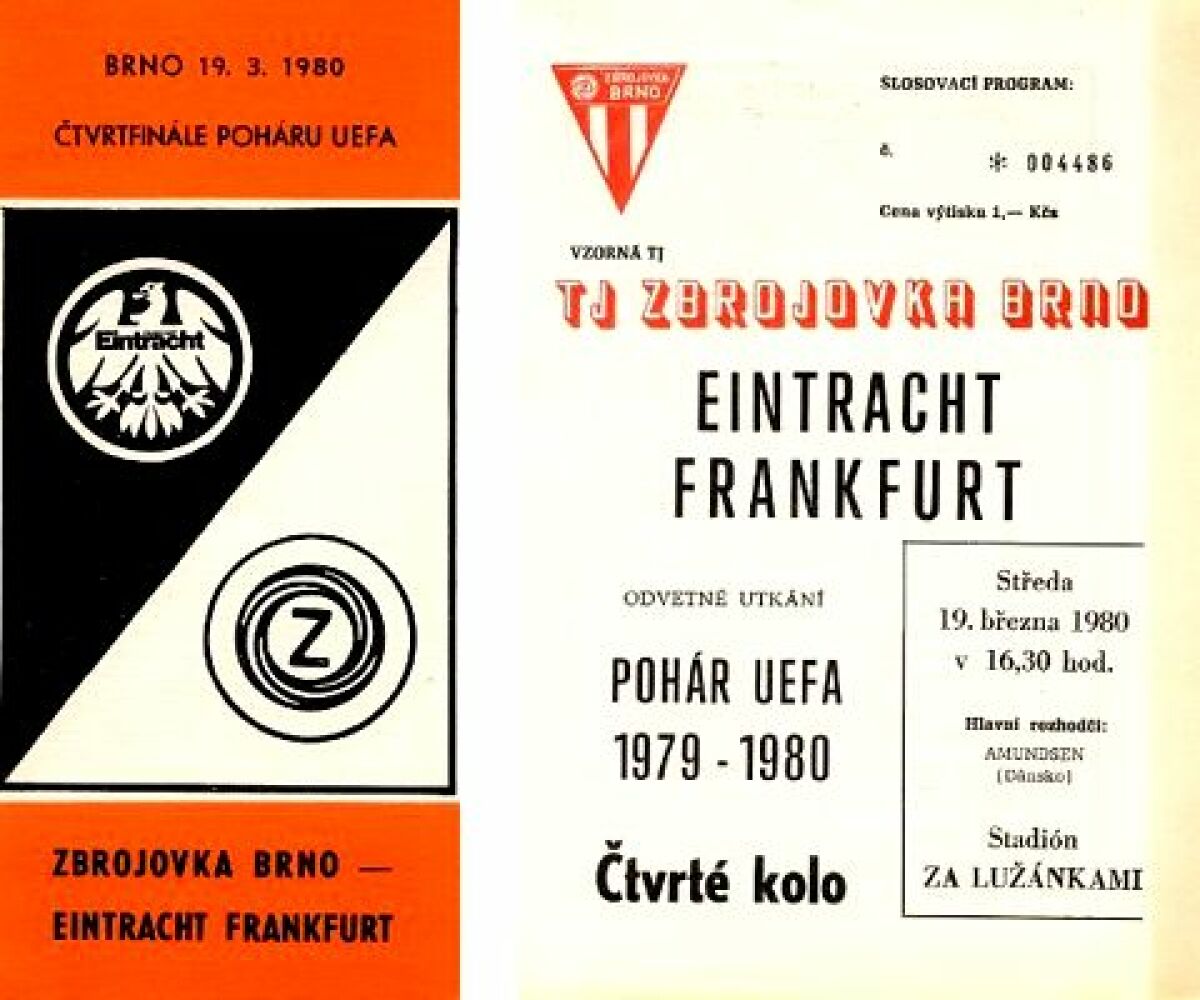 BRNO 19. 3. 1980
ČTVRTFINÁLE POHÁRU UEFA
Eintracht
Z
ZBROJOVKA BRNO —
EINTRACHT FRANKFURT
Z ZBROJOVKA
BRNO
SLOSOVACÍ PROGRAM:
č. * 004486
Cena výtisku 1,— Kčs
VZORNÁ TJ
TJ ZBROJOVKA BRNO
EINTRACHT
FRANKFURT
ODVETNÉ UTKÁNÍ
POHÁR UEFA
1979 - 1980
Čtvrté kolo
Středa
19. března 1980
v 16,30 hod.
Hlavní rozhodčí:
AMUNDSEN
(Dánsko)
Stadión
ZA LUŽÁNKAMI